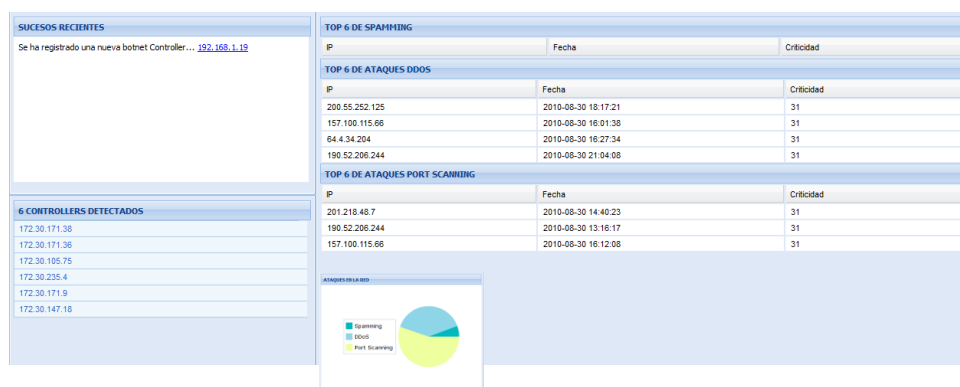 SUCESOS RECIENTES
Se ha registrado una nueva botnet Controller... 192.168.1.19
6 CONTROLLERS DETECTADOS
172.30.171.38
172.30.171.36
172.30.105.75
172.30.235.4
172.30.171.9
172.30.147.18
TOP 6 DE SPAMMING
IP Fecha Criticidad
TOP 6 DE ATAQUES DDOS
IP Fecha Criticidad
200.55.252.125 2010-08-30 18:17:21 31
157.100.115.66 2010-08-30 16:01:38 31
64.4.34.204 2010-08-30 16:27:34 31
190.52.206.244 2010-08-30 21:04:08 31
TOP 6 DE ATAQUES PORT SCANNING
IP Fecha Criticidad
201.218.48.7 2010-08-30 14:40:23 31
190.52.206.244 2010-08-30 13:16:17 31
157.100.115.66 2010-08-30 16:12:08 31
ATAQUES EN LA RED
Spamming
DDoS
Port Scanning